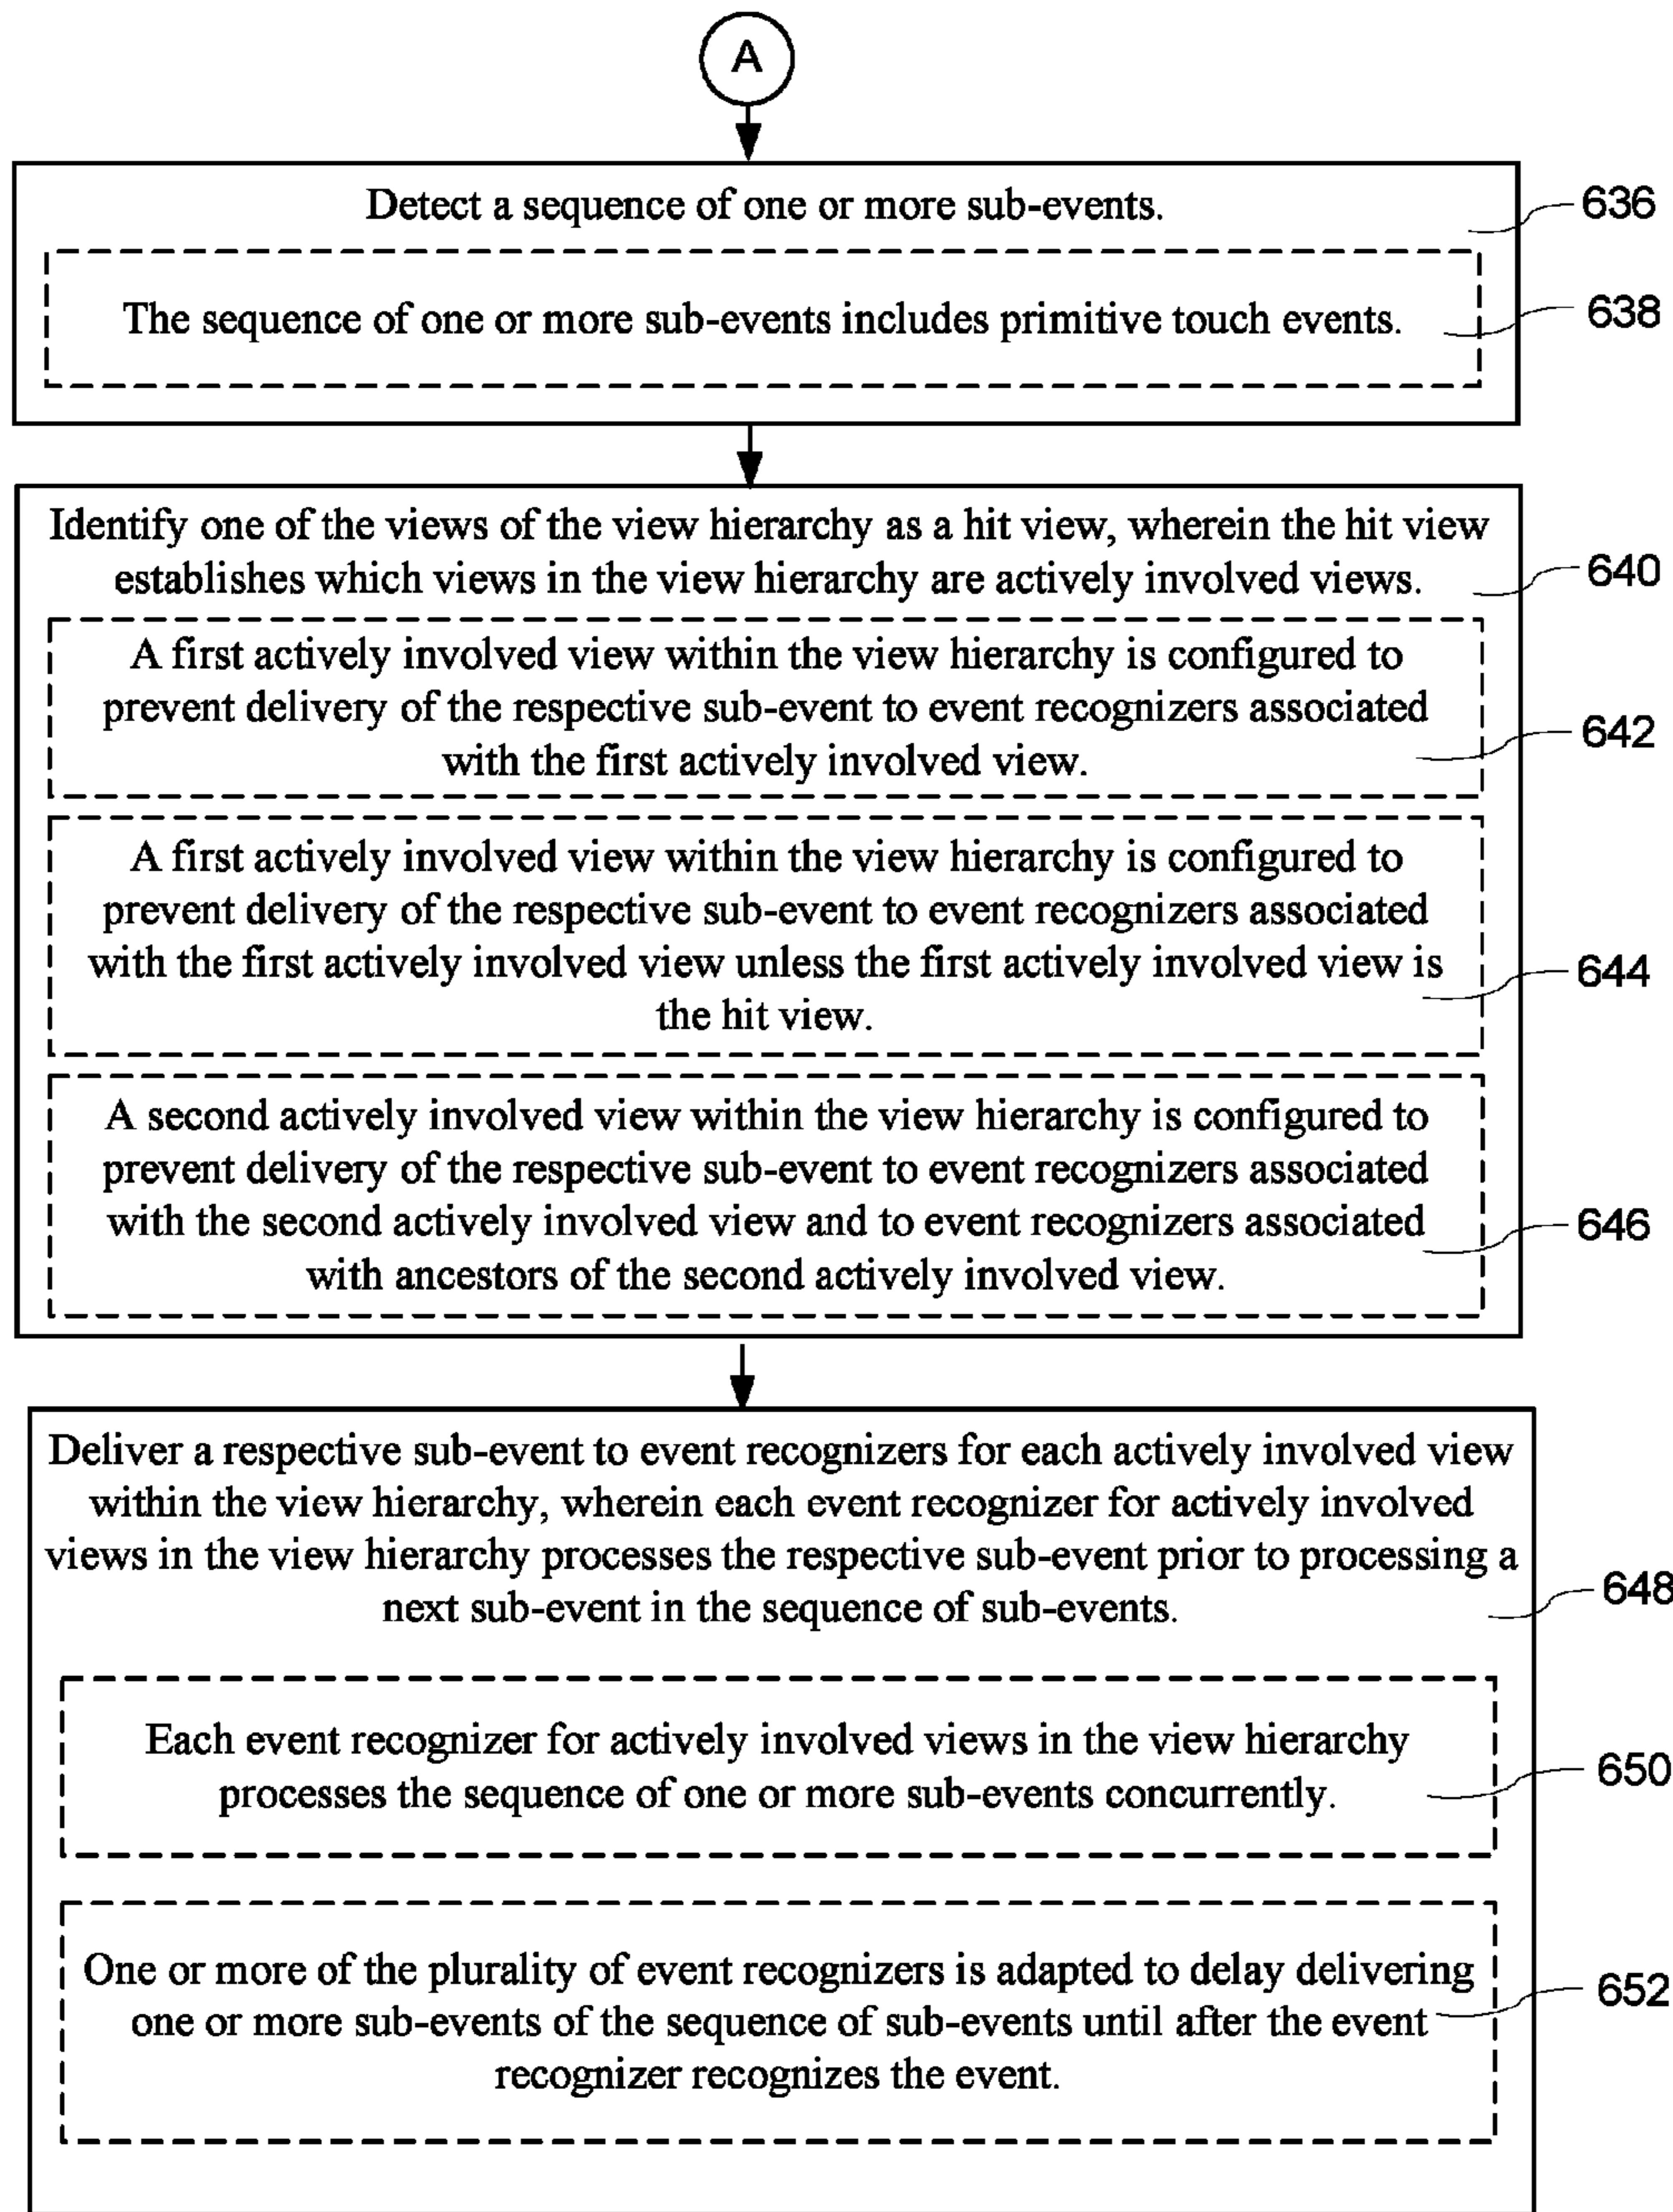 A
Detect a sequence of one or more sub-events.
636
The sequence of one or more sub-events includes primitive touch events.
638
Identify one of the views of the view hierarchy as a hit view, wherein the hit view
establishes which views in the view hierarchy are actively involved views.
640
A first actively involved view within the view hierarchy is configured to
prevent delivery of the respective sub-event to event recognizers associated
with the first actively involved view.
642
A first actively involved view within the view hierarchy is configured to
prevent delivery of the respective sub-event to event recognizers associated
with the first actively involved view unless the first actively involved view is
the hit view.
644
A second actively involved view within the view hierarchy is configured to
prevent delivery of the respective sub-event to event recognizers associated
with the second actively involved view and to event recognizers associated
with ancestors of the second actively involved view.
646
Deliver a respective sub-event to event recognizers for each actively involved view
within the view hierarchy, wherein each event recognizer for actively involved
views in the view hierarchy processes the respective sub-event prior to processing a
next sub-event in the sequence of sub-events.
648
Each event recognizer for actively involved views in the view hierarchy
processes the sequence of one or more sub-events concurrently.
650
One or more of the plurality of event recognizers is adapted to delay delivering
one or more sub-events of the sequence of sub-events until after the event
recognizer recognizes the event.
652